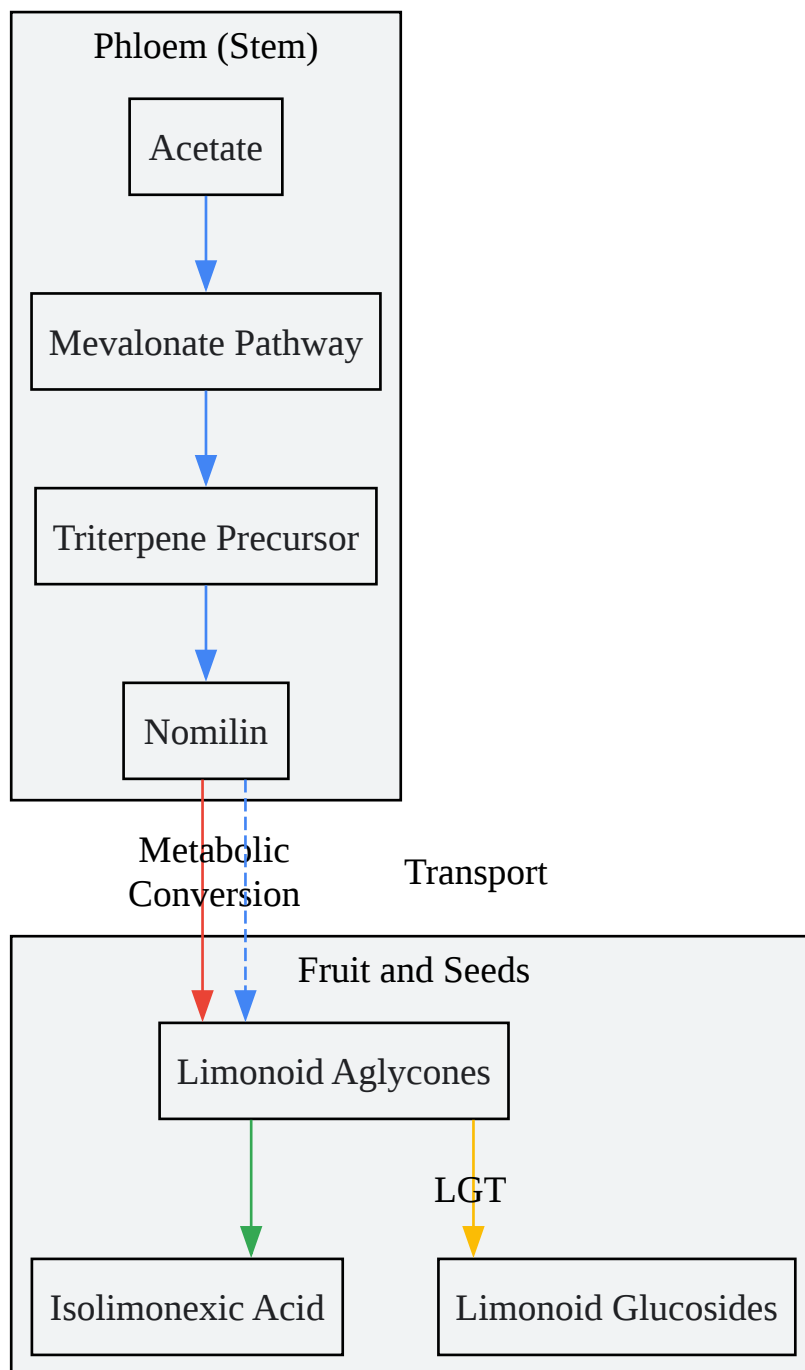 Phloem (Stem)
Acetate
Mevalonate Pathway
Triterpene Precursor
Nomilin
Metabolic
Conversion
Transport
Fruit and Seeds
Limonoid Aglycones
LGT
Isolimonexic Acid
Limonoid Glucosides